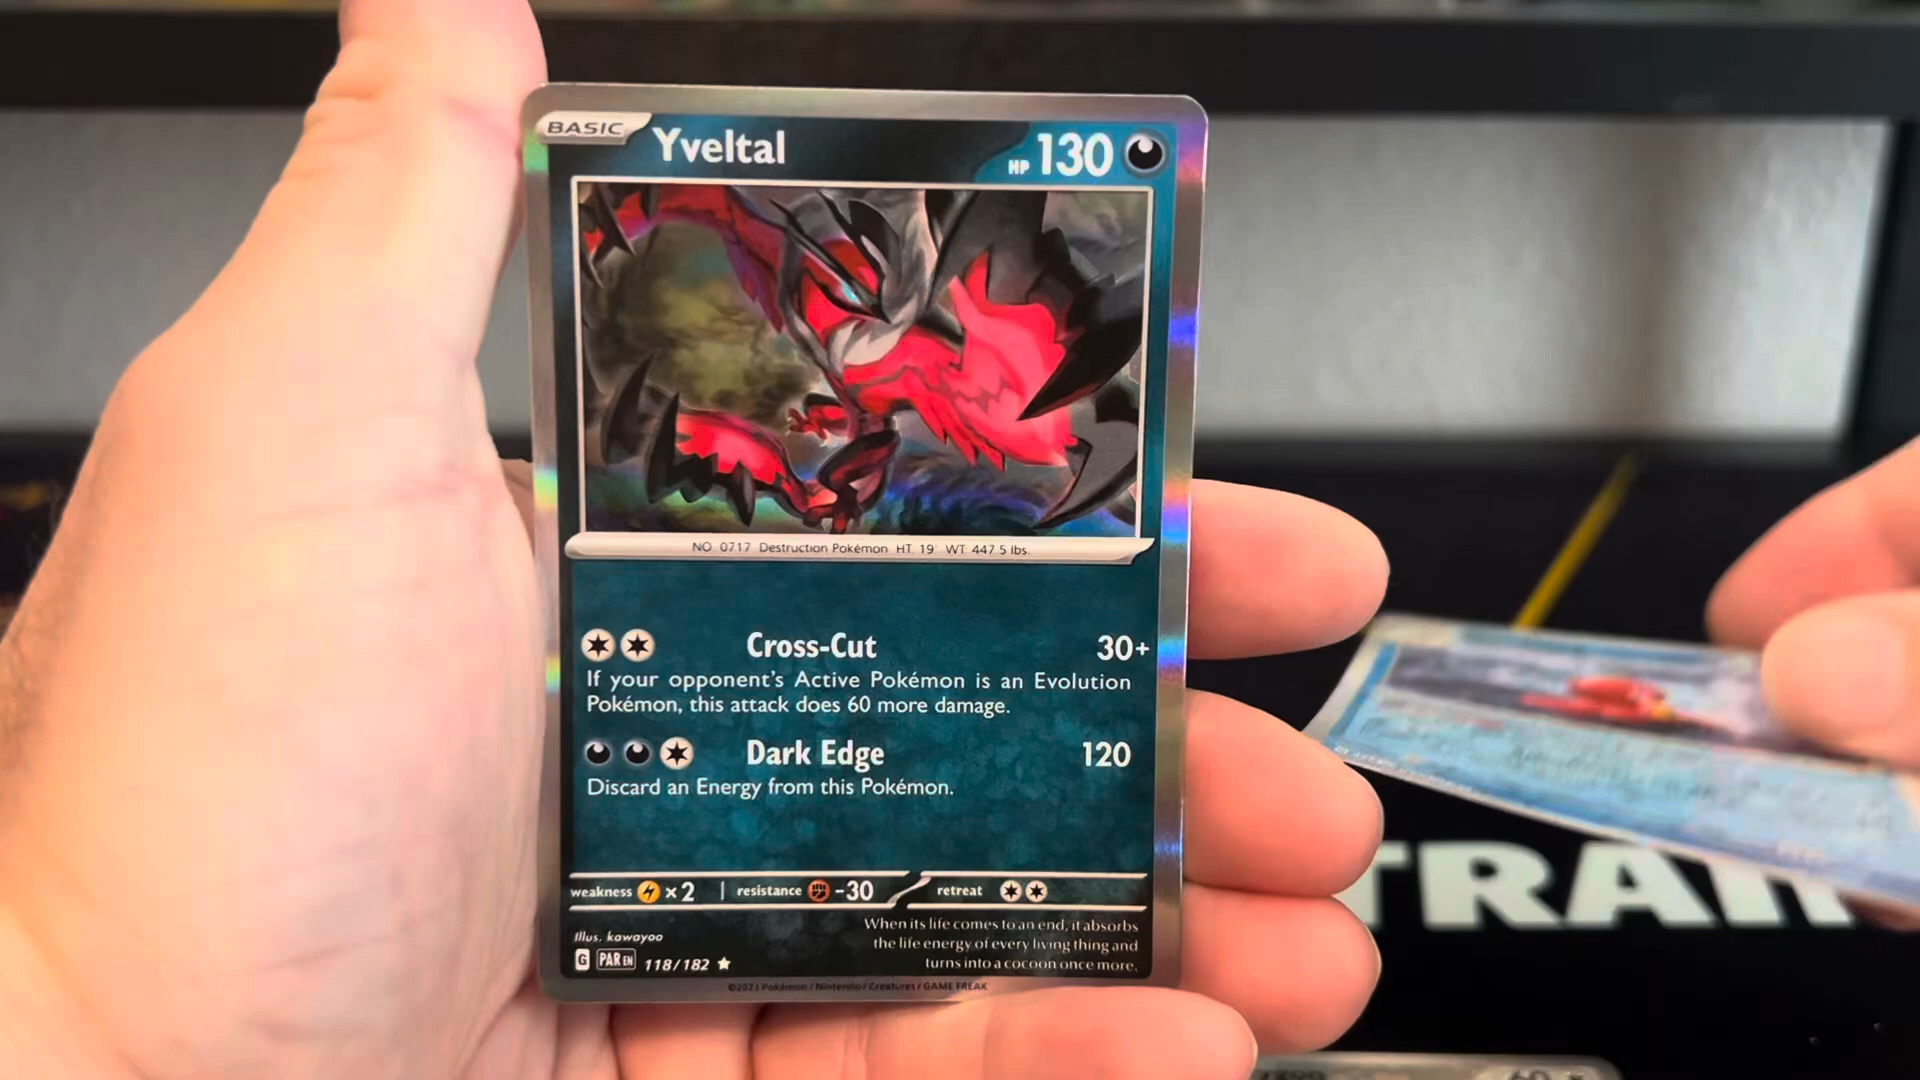 BASIC
Yveltal
HP 130
NO. 0717 Destruction Pokémon HT. 19' WT. 447.5 lbs.
Cross-Cut 30+
If your opponent's Active Pokémon is an Evolution
Pokémon, this attack does 60 more damage.
Dark Edge 120
Discard an Energy from this Pokémon.
weakness ×2 resistance -30 retreat
Illus. kawayoo
When its life comes to an end, it absorbs
the life energy of every living thing and
turns into a cocoon once more.
G PAR EN 118/182
©2023 Pokémon / Nintendo / Creatures / GAME FREAK
TRAI
60